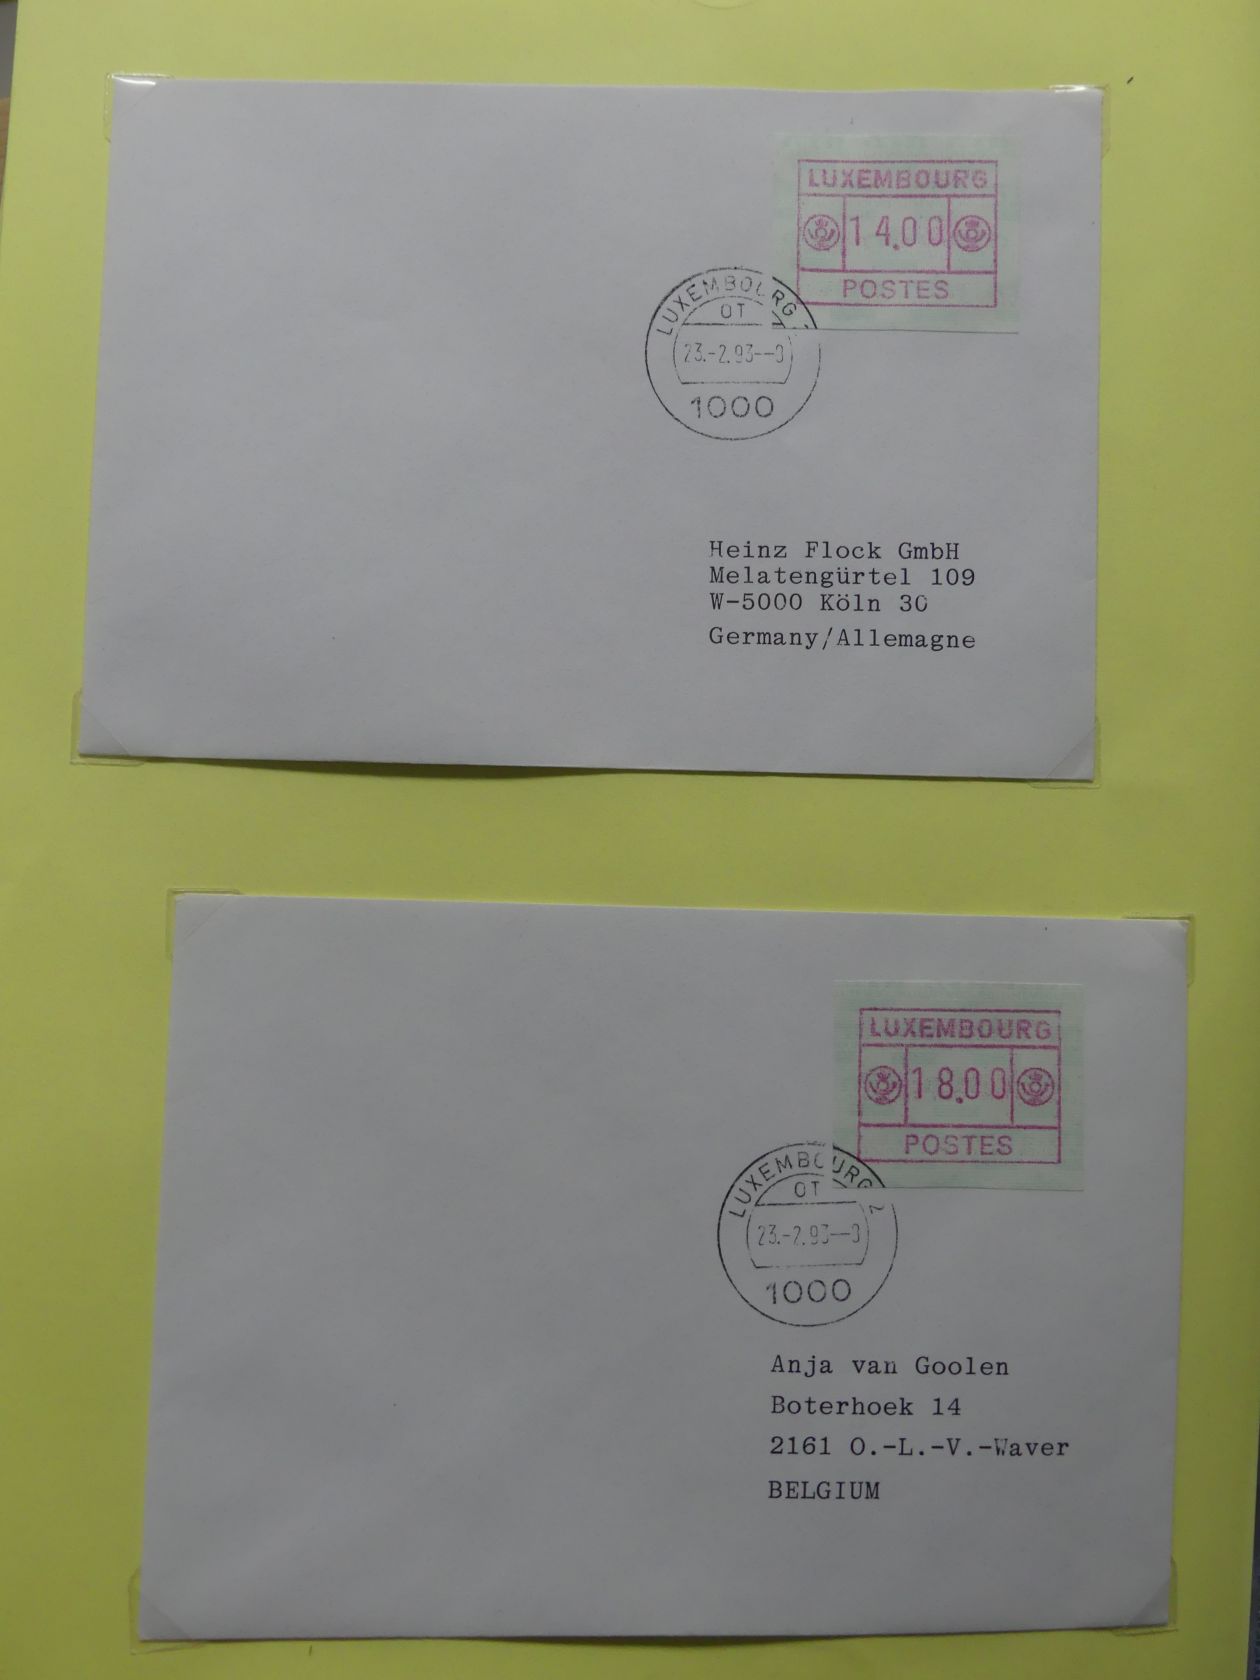 LUXEMBOURG
14.00
POSTES
LUXEMBOURG 2
OT
23.-2.93--
1000
Heinz Flock GmbH
Melatengürtel 109
W-5000 Köln 30
Germany/Allemagne
LUXEMBOURG
18.00
POSTES
LUXEMBOURG 2
OT
23.-2.93--
1000
Anja van Goolen
Boterhoek 14
2161 O.-L.-V.-Waver
BELGIUM